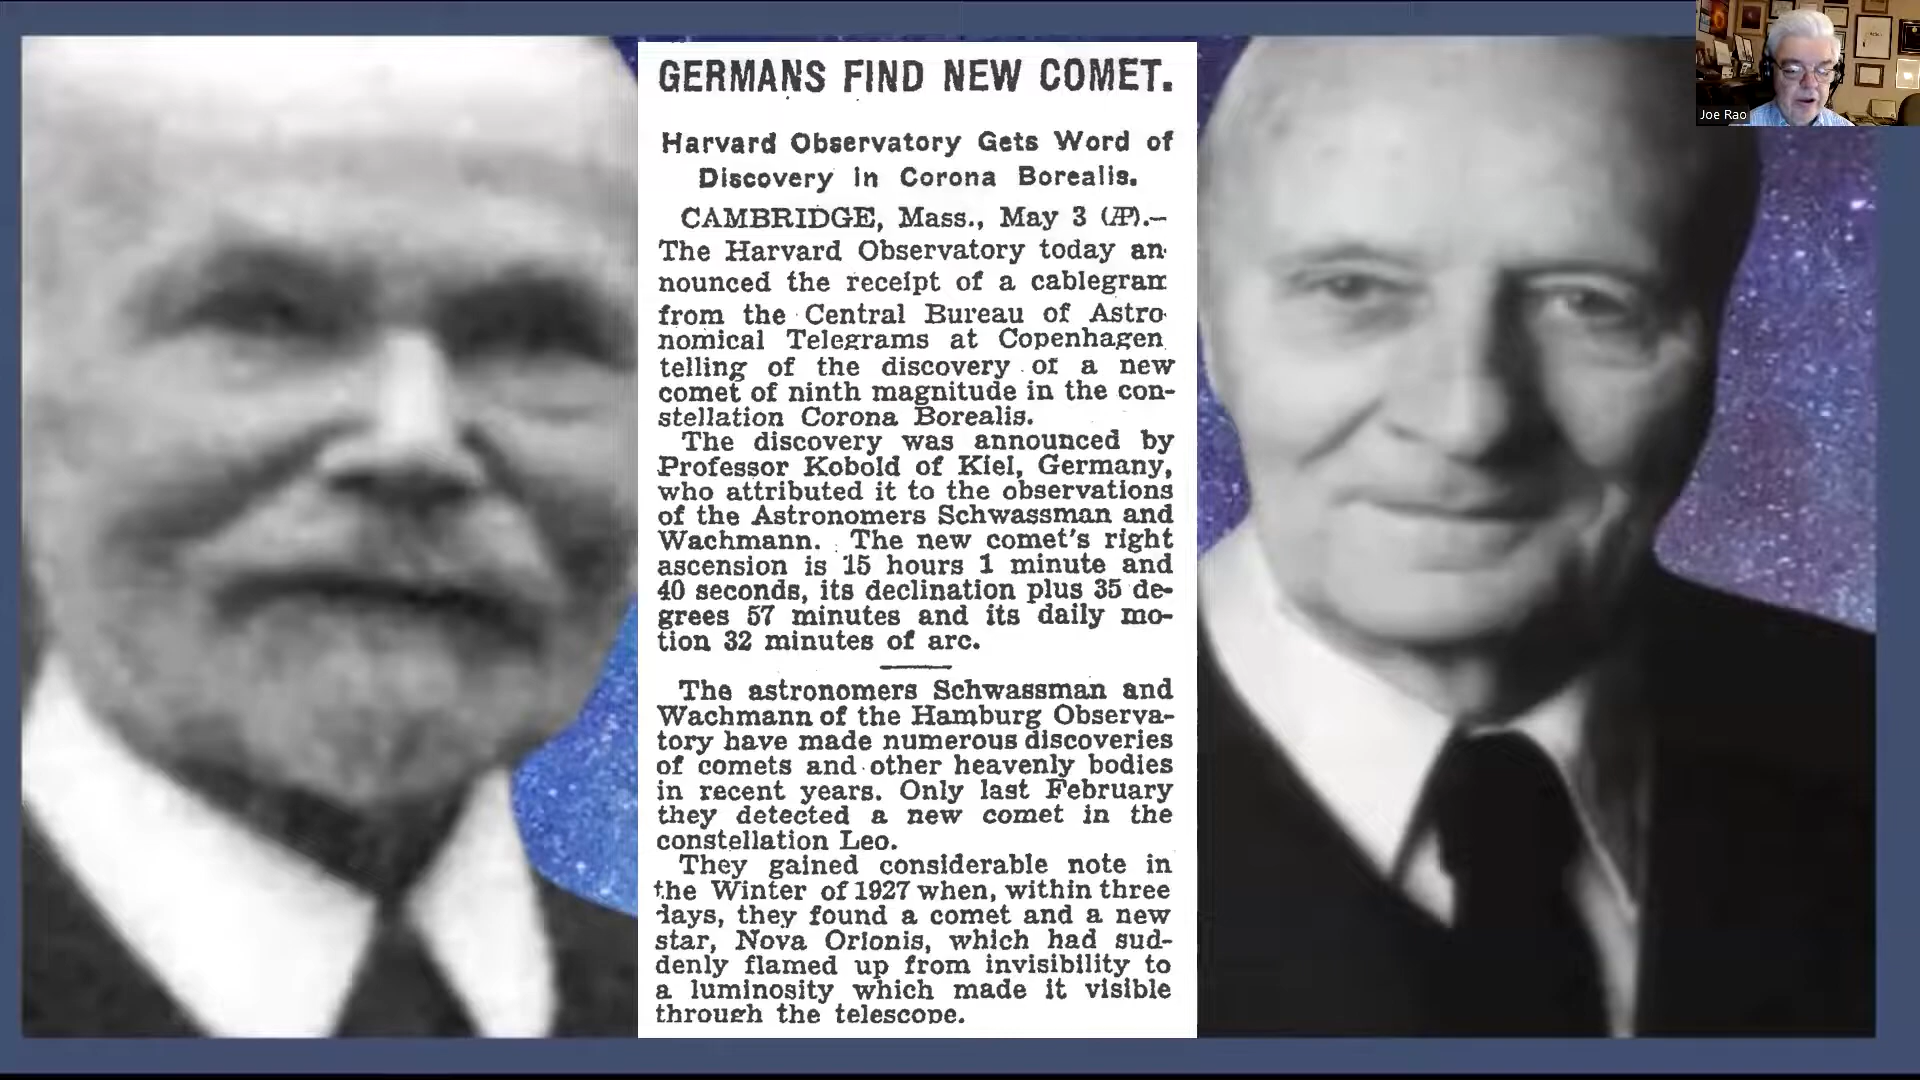 GERMANS FIND NEW COMET.
Harvard Observatory Gets Word of
Discovery in Corona Borealis.
CAMBRIDGE, Mass., May 3 (AP).—
The Harvard Observatory today an-
nounced the receipt of a cablegram
from the Central Bureau of Astro-
nomical Telegrams at Copenhagen
telling of the discovery of a new
comet of ninth magnitude in the con-
stellation Corona Borealis.
The discovery was announced by
Professor Kobold of Kiel, Germany,
who attributed it to the observations
of the Astronomers Schwassman and
Wachmann. The new comet's right
ascension is 15 hours 1 minute and
40 seconds, its declination plus 35 de-
grees 57 minutes and its daily mo-
tion 32 minutes of arc.
The astronomers Schwassman and
Wachmann of the Hamburg Observa-
tory have made numerous discoveries
of comets and other heavenly bodies
in recent years. Only last February
they detected a new comet in the
constellation Leo.
They gained considerable note in
the Winter of 1927 when, within three
days, they found a comet and a new
star, Nova Orionis, which had sud-
denly flamed up from invisibility to
a luminosity which made it visible
through the telescope.
Joe Rao